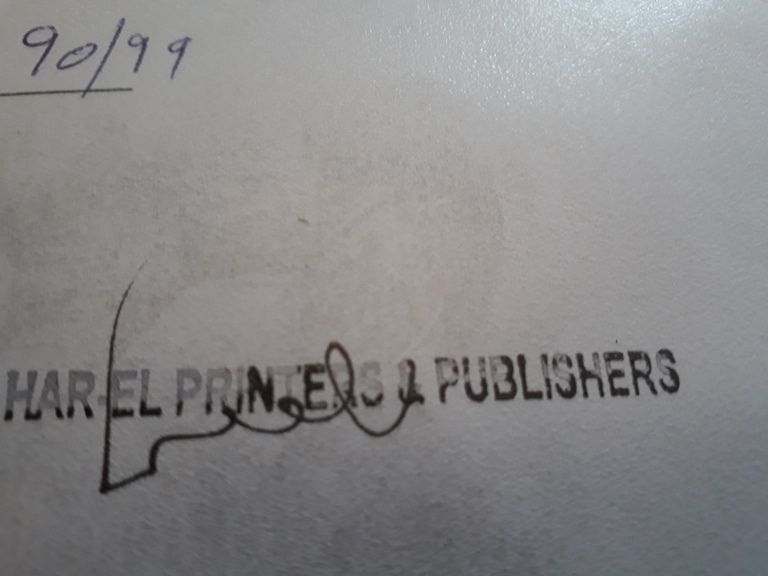 90/99
HAR-EL PRINTERS & PUBLISHERS